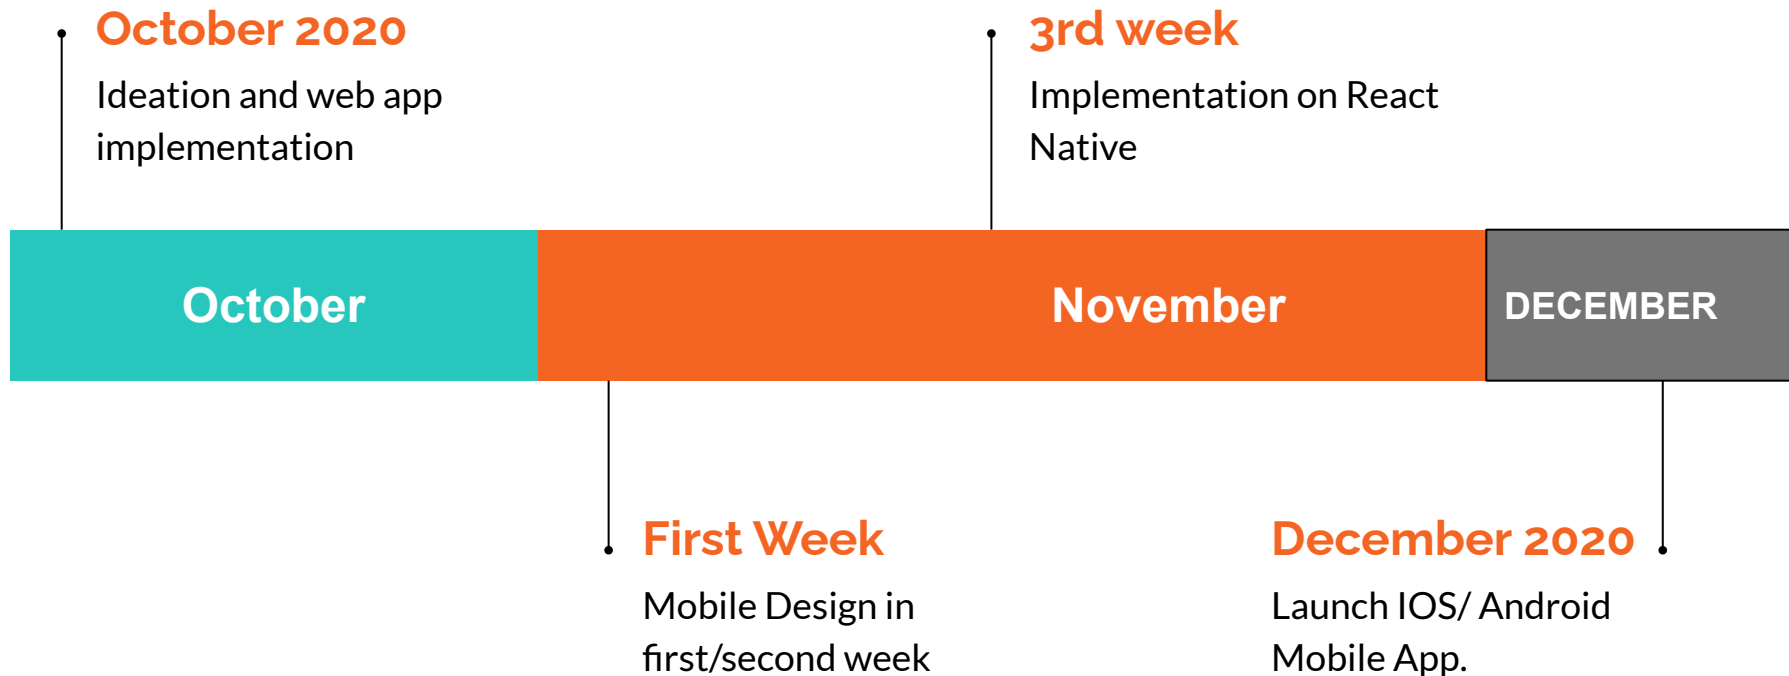 October 2020
Ideation and web app
implementation
3rd week
Implementation on React
Native
October
November
DECEMBER
First Week
Mobile Design in
first/second week
December 2020
Launch IOS/ Android
Mobile App.